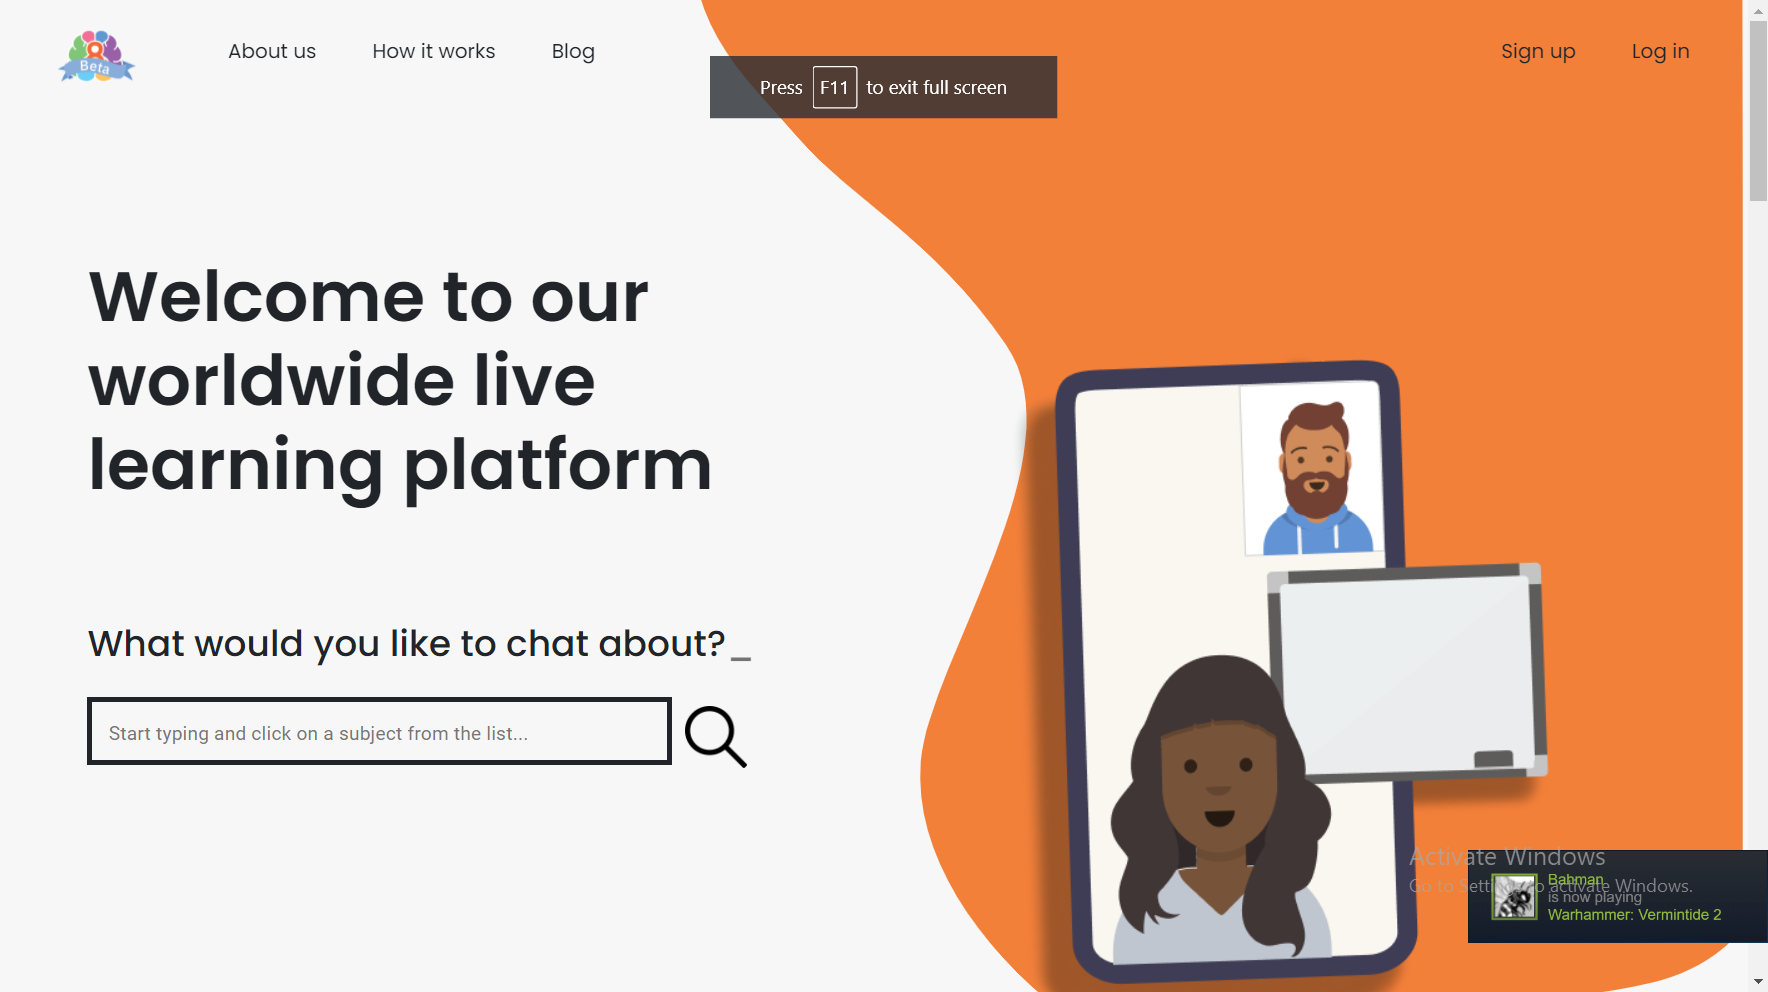 Beta
About us
How it works
Blog
Press F11 to exit full screen
Sign up
Log in
Welcome to our
worldwide live
learning platform
What would you like to chat about?_
Start typing and click on a subject from the list...
Activate Windows
Go to Settings to activate Windows.
Babman
is now playing
Warhammer: Vermintide 2